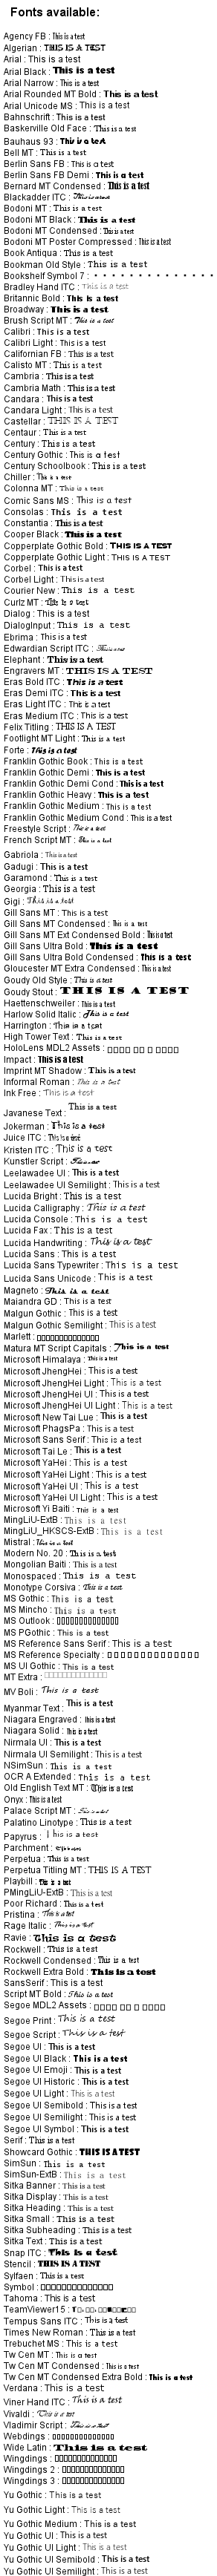 Fonts available:
Agency FB : This is a test
Algerian : THIS IS A TEST
Arial : This is a test
Arial Black : This is a test
Arial Narrow : This is a test
Arial Rounded MT Bold : This is a test
Arial Unicode MS : This is a test
Bahnschrift : This is a test
Baskerville Old Face : This is a test
Bauhaus 93 : This is a test
Bell MT : This is a test
Berlin Sans FB : This is a test
Berlin Sans FB Demi : This is a test
Bernard MT Condensed : This is a test
Blackadder ITC : This is a test
Bodoni MT : This is a test
Bodoni MT Black : This is a test
Bodoni MT Condensed : This is a test
Bodoni MT Poster Compressed : This is a test
Book Antiqua : This is a test
Bookman Old Style : This is a test
Bookshelf Symbol 7 :
Bradley Hand ITC : This is a test
Britannic Bold : This is a test
Broadway : This is a test
Brush Script MT : This is a test
Calibri : This is a test
Calibri Light : This is a test
Californian FB : This is a test
Calisto MT : This is a test
Cambria : This is a test
Cambria Math : This is a test
Candara : This is a test
Candara Light : This is a test
Castellar : THIS IS A TEST
Centaur : This is a test
Century : This is a test
Century Gothic : This is a test
Century Schoolbook : This is a test
Chiller : This is a test
Colonna MT : This is a test
Comic Sans MS : This is a test
Consolas : This is a test
Constantia : This is a test
Cooper Black : This is a test
Copperplate Gothic Bold : THIS IS A TEST
Copperplate Gothic Light : THIS IS A TEST
Corbel : This is a test
Corbel Light : This is a test
Courier New : This is a test
Curlz MT : This is a test
Dialog : This is a test
DialogInput : This is a test
Ebrima : This is a test
Edwardian Script ITC : This is a test
Elephant : This is a test
Engravers MT : THIS IS A TEST
Eras Bold ITC : This is a test
Eras Demi ITC : This is a test
Eras Light ITC : This is a test
Eras Medium ITC : This is a test
Felix Titling : THIS IS A TEST
Footlight MT Light : This is a test
Forte : This is a test
Franklin Gothic Book : This is a test
Franklin Gothic Demi : This is a test
Franklin Gothic Demi Cond : This is a test
Franklin Gothic Heavy : This is a test
Franklin Gothic Medium : This is a test
Franklin Gothic Medium Cond : This is a test
Freestyle Script : This is a test
French Script MT : This is a test
Gabriola : This is a test
Gadugi : This is a test
Garamond : This is a test
Georgia : This is a test
Gigi : This is a test
Gill Sans MT : This is a test
Gill Sans MT Condensed : This is a test
Gill Sans MT Ext Condensed Bold : This is a test
Gill Sans Ultra Bold : This is a test
Gill Sans Ultra Bold Condensed : This is a test
Gloucester MT Extra Condensed : This is a test
Goudy Old Style : This is a test
Goudy Stout : THIS IS A TEST
Haettenschweiler : This is a test
Harlow Solid Italic : This is a test
Harrington : This is a test
High Tower Text : This is a test
HoloLens MDL2 Assets :
Impact : This is a test
Imprint MT Shadow : This is a test
Informal Roman : This is a test
Ink Free : This is a test
Javanese Text : This is a test
Jokerman : This is a test
Juice ITC : This is a test
Kristen ITC : This is a test
Kunstler Script :
Leelawadee UI : This is a test
Leelawadee UI Semilight : This is a test
Lucida Bright : This is a test
Lucida Calligraphy : This is a test
Lucida Console : This is a test
Lucida Fax : This is a test
Lucida Handwriting : This is a test
Lucida Sans : This is a test
Lucida Sans Typewriter : This is a test
Lucida Sans Unicode : This is a test
Magneto : This is a test
Maiandra GD : This is a test
Malgun Gothic : This is a test
Malgun Gothic Semilight : This is a test
Marlett :
Matura MT Script Capitals : This is a test
Microsoft Himalaya : This is a test
Microsoft JhengHei : This is a test
Microsoft JhengHei Light : This is a test
Microsoft JhengHei UI : This is a test
Microsoft JhengHei UI Light : This is a test
Microsoft New Tai Lue : This is a test
Microsoft PhagsPa : This is a test
Microsoft Sans Serif : This is a test
Microsoft Tai Le : This is a test
Microsoft YaHei : This is a test
Microsoft YaHei Light : This is a test
Microsoft YaHei UI : This is a test
Microsoft YaHei UI Light : This is a test
Microsoft Yi Baiti : This is a test
MingLiU-ExtB : This is a test
MingLiU_HKSCS-ExtB : This is a test
Mistral : This is a test
Modern No. 20 : This is a test
Mongolian Baiti : This is a test
Monospaced : This is a test
Monotype Corsiva : This is a test
MS Gothic : This is a test
MS Mincho : This is a test
MS Outlook :
MS PGothic : This is a test
MS Reference Sans Serif : This is a test
MS Reference Specialty :
MS UI Gothic : This is a test
MT Extra :
MV Boli : This is a test
Myanmar Text : This is a test
Niagara Engraved : This is a test
Niagara Solid : This is a test
Nirmala UI : This is a test
Nirmala UI Semilight : This is a test
NSimSun : This is a test
OCR A Extended : This is a test
Old English Text MT : This is a test
Onyx : This is a test
Palace Script MT :
Palatino Linotype : This is a test
Papyrus : This is a test
Parchment :
Perpetua : This is a test
Perpetua Titling MT : THIS IS A TEST
Playbill : This is a test
PMingLiU-ExtB : This is a test
Poor Richard : This is a test
Pristina : This is a test
Rage Italic : This is a test
Ravie : This is a test
Rockwell : This is a test
Rockwell Condensed : This is a test
Rockwell Extra Bold : This is a test
SansSerif : This is a test
Script MT Bold : This is a test
Segoe MDL2 Assets :
Segoe Print : This is a test
Segoe Script : This is a test
Segoe UI : This is a test
Segoe UI Black : This is a test
Segoe UI Emoji : This is a test
Segoe UI Historic : This is a test
Segoe UI Light : This is a test
Segoe UI Semibold : This is a test
Segoe UI Semilight : This is a test
Segoe UI Symbol : This is a test
Serif : This is a test
Showcard Gothic : THIS IS A TEST
SimSun : This is a test
SimSun-ExtB : This is a test
Sitka Banner : This is a test
Sitka Display : This is a test
Sitka Heading : This is a test
Sitka Small : This is a test
Sitka Subheading : This is a test
Sitka Text : This is a test
Snap ITC : This is a test
Stencil : THIS IS A TEST
Sylfaen : This is a test
Symbol :
Tahoma : This is a test
TeamViewer15 :
Tempus Sans ITC : This is a test
Times New Roman : This is a test
Trebuchet MS : This is a test
Tw Cen MT : This is a test
Tw Cen MT Condensed : This is a test
Tw Cen MT Condensed Extra Bold : This is a test
Verdana : This is a test
Viner Hand ITC : This is a test
Vivaldi : This is a test
Vladimir Script : This is a test
Webdings :
Wide Latin : This is a test
Wingdings :
Wingdings 2 :
Wingdings 3 :
Yu Gothic : This is a test
Yu Gothic Light : This is a test
Yu Gothic Medium : This is a test
Yu Gothic UI : This is a test
Yu Gothic UI Light : This is a test
Yu Gothic UI Semibold : This is a test
Yu Gothic UI Semilight : This is a test